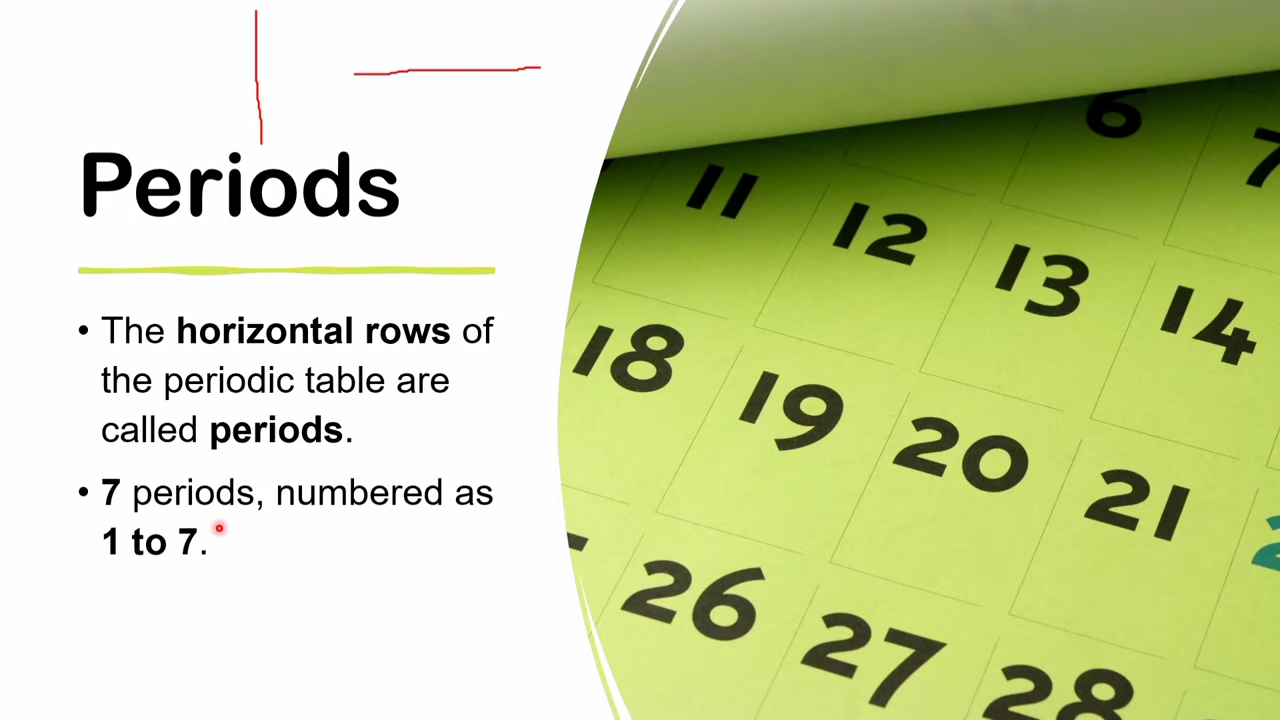 Periods
• The horizontal rows of
the periodic table are
called periods.
• 7 periods, numbered as
1 to 7.
6
7
11
12
13
14
18
19
20
21
26
27
28